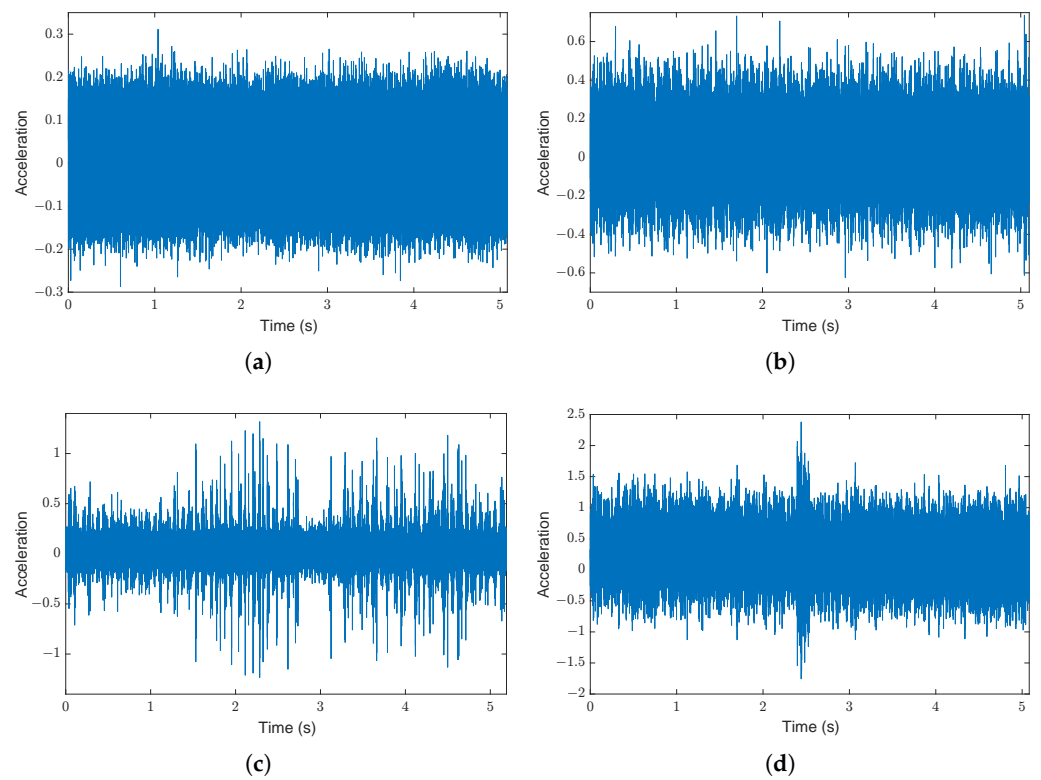 0.3
0.2
0.1
0
−0.1
−0.2
−0.3
Acceleration
0 1 2 3 4 5
Time (s)
(a)
0.6
0.4
0.2
0
−0.2
−0.4
−0.6
Acceleration
0 1 2 3 4 5
Time (s)
(b)
1
0.5
0
−0.5
−1
Acceleration
0 1 2 3 4 5
Time (s)
(c)
2.5
2
1.5
1
0.5
0
−0.5
−1
−1.5
−2
Acceleration
0 1 2 3 4 5
Time (s)
(d)